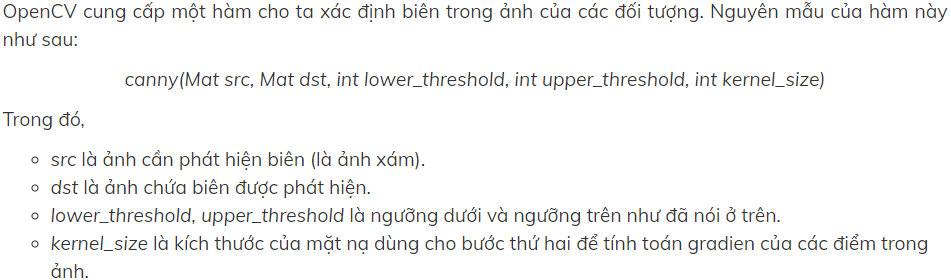 OpenCV cung cấp một hàm cho ta xác định biên trong ảnh của các đối tượng. Nguyên mẫu của hàm này
như sau:
canny(Mat src, Mat dst, int lower_threshold, int upper_threshold, int kernel_size)
Trong đó,
◦ src là ảnh cần phát hiện biên (là ảnh xám).
◦ dst là ảnh chứa biên được phát hiện.
◦ lower_threshold, upper_threshold là ngưỡng dưới và ngưỡng trên như đã nói ở trên.
◦ kernel_size là kích thước của mặt nạ dùng cho bước thứ hai để tính toán gradien của các điểm trong
ảnh.